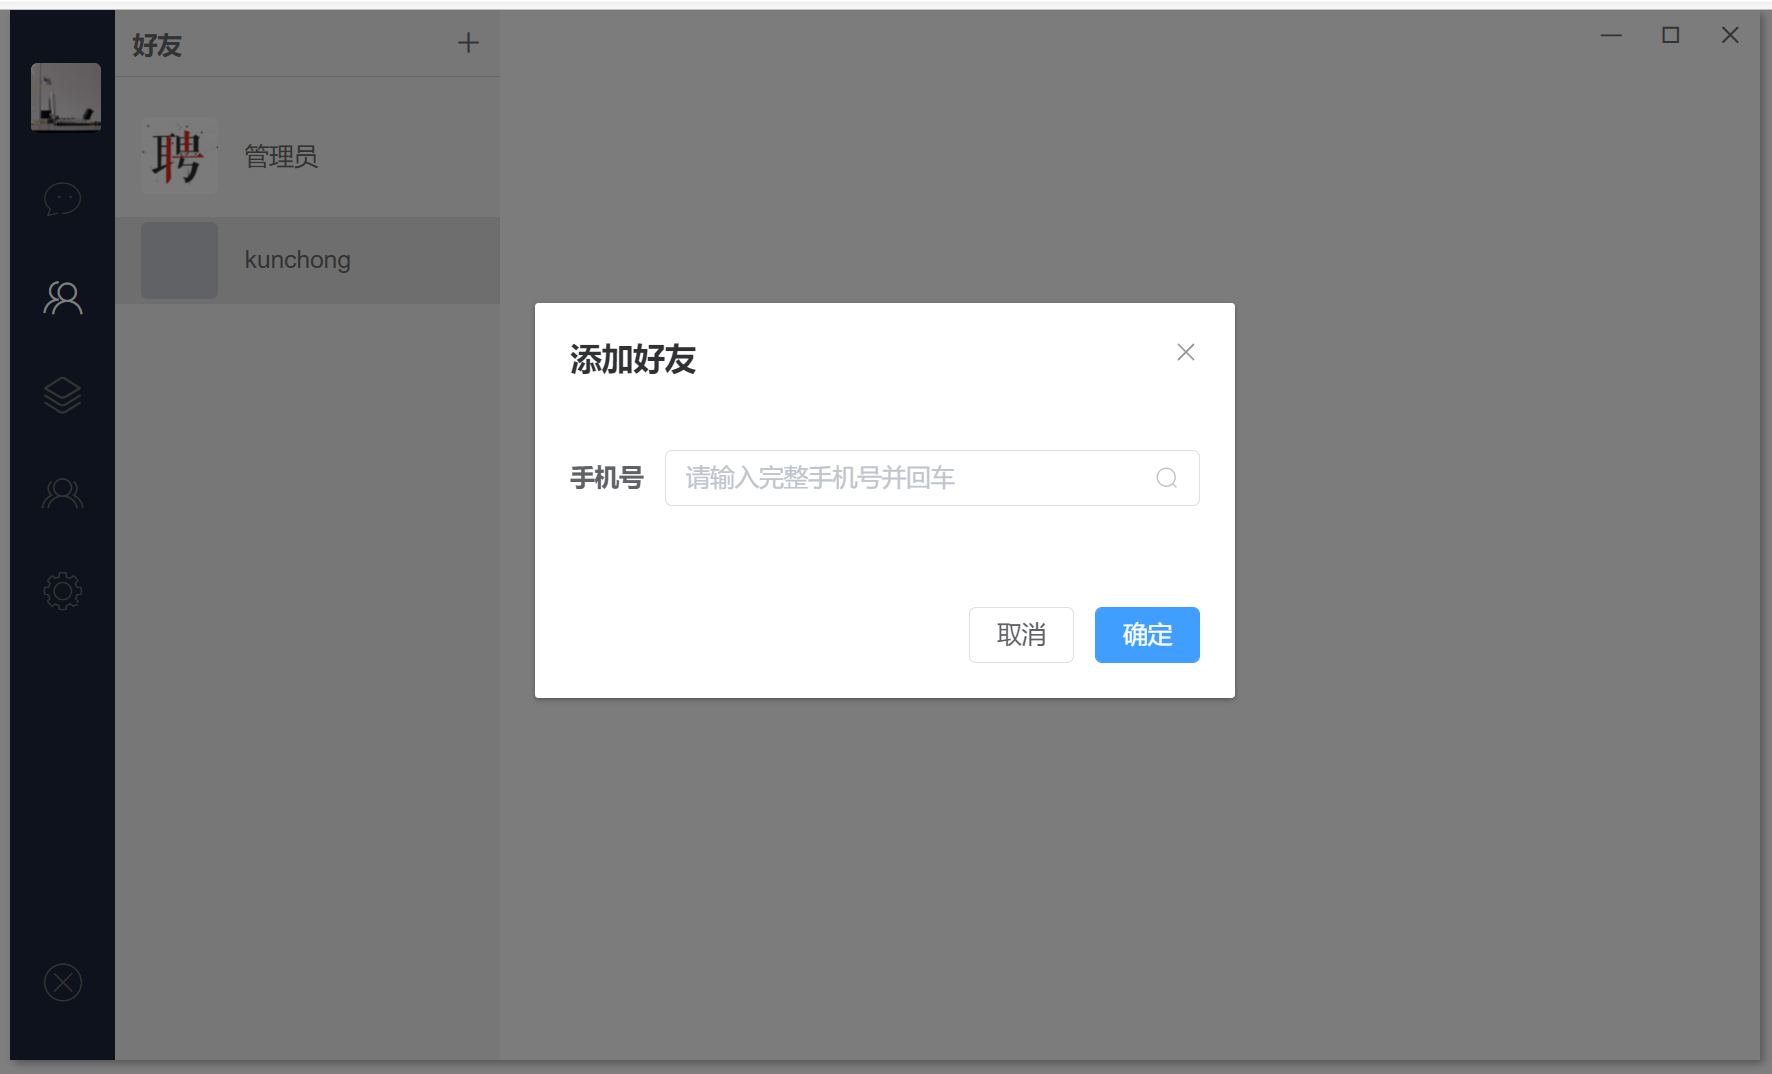 好友
聘
管理员
kunchong
添加好友
手机号
请输入完整手机号并回车
取消
确定